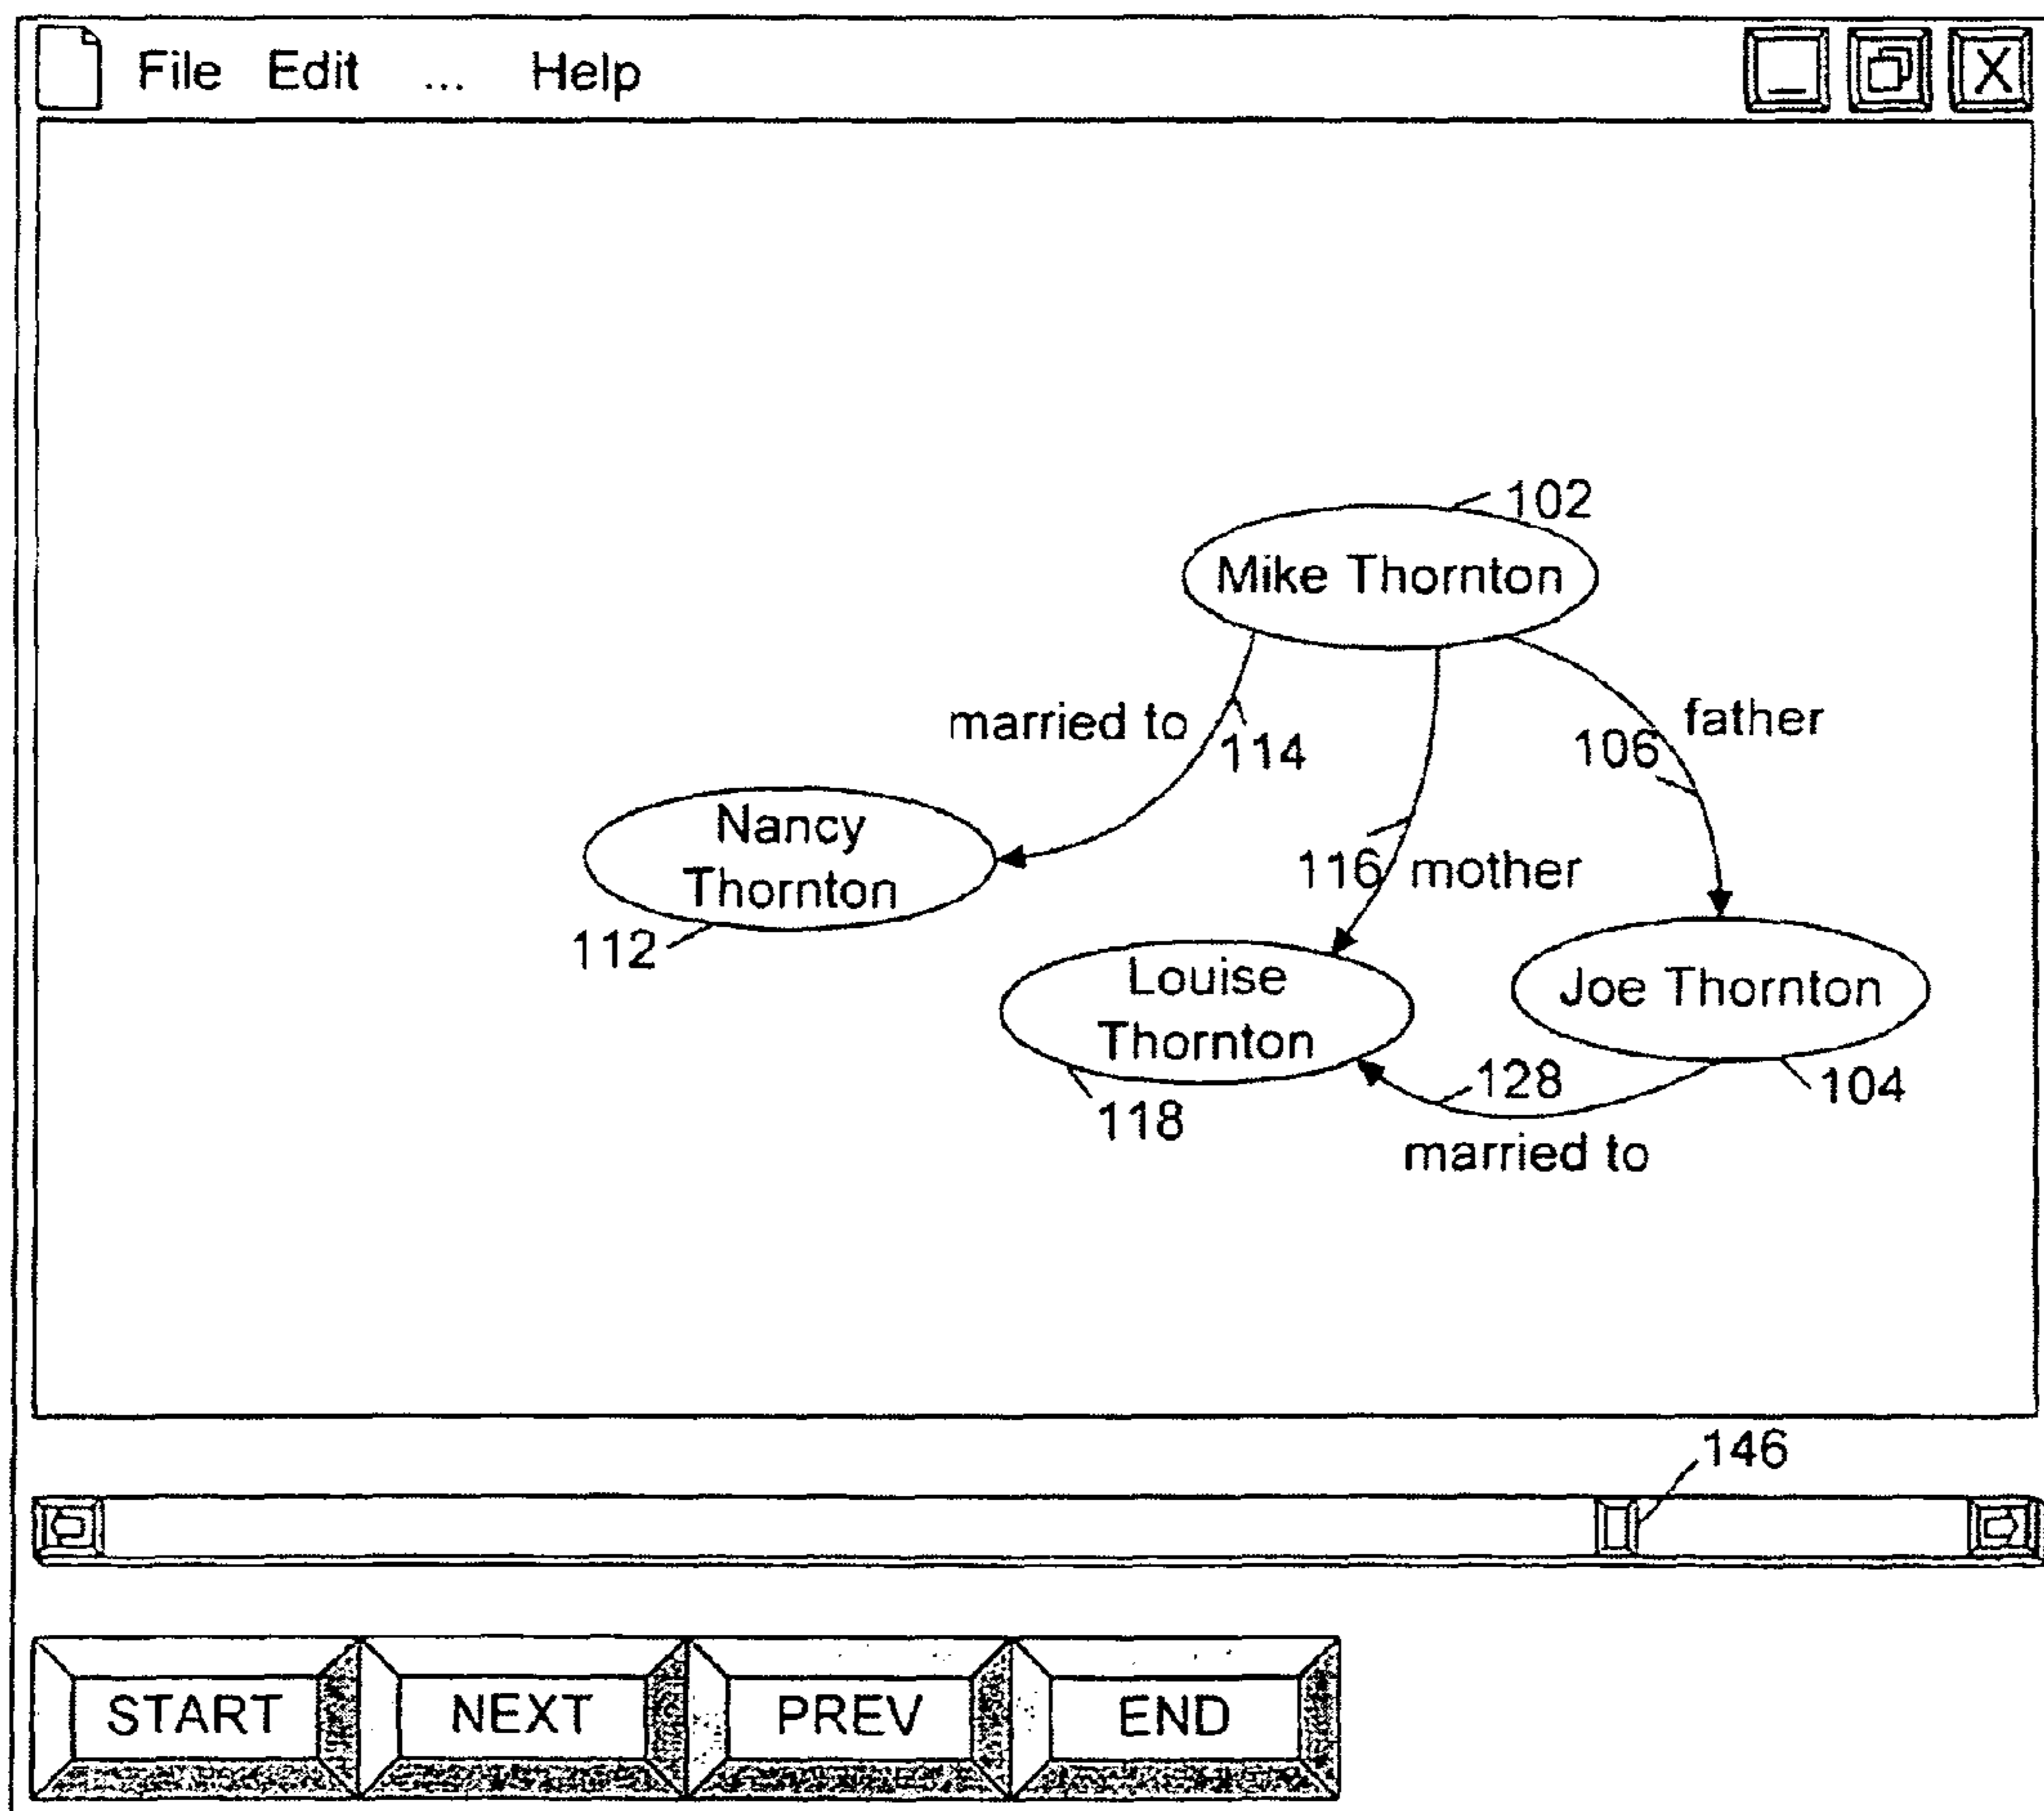 File Edit ... Help
X
102
Mike Thornton
married to
114
106
father
Nancy
Thornton
112
116
mother
Louise
Thornton
118
Joe Thornton
104
128
married to
146
START NEXT PREV END